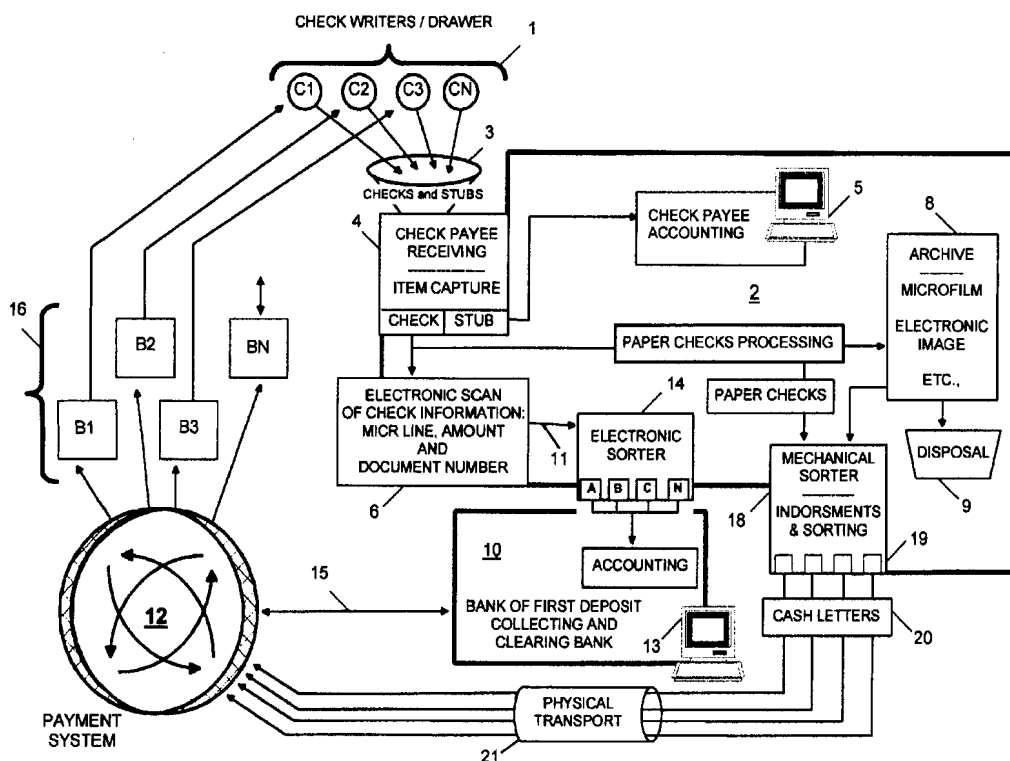 CHECK WRITERS / DRAWER
1
C1 C2 C3 CN
3
CHECKS and STUBS
4
CHECK PAYEE
RECEIVING
ITEM CAPTURE
CHECK STUB
CHECK PAYEE
ACCOUNTING
5
8
ARCHIVE
MICROFILM
ELECTRONIC
IMAGE
ETC.,
2
16
B2
BN
B1
B3
PAPER CHECKS PROCESSING
PAPER CHECKS
14
ELECTRONIC SCAN
OF CHECK INFORMATION:
MICR LINE, AMOUNT
AND
DOCUMENT NUMBER
11
6
ELECTRONIC
SORTER
A B C N
MECHANICAL
SORTER
INDORSMENTS
& SORTING
18
19
DISPOSAL
9
10
ACCOUNTING
BANK OF FIRST DEPOSIT
COLLECTING AND
CLEARING BANK
13
15
12
CASH LETTERS
20
PHYSICAL
TRANSPORT
21
PAYMENT
SYSTEM